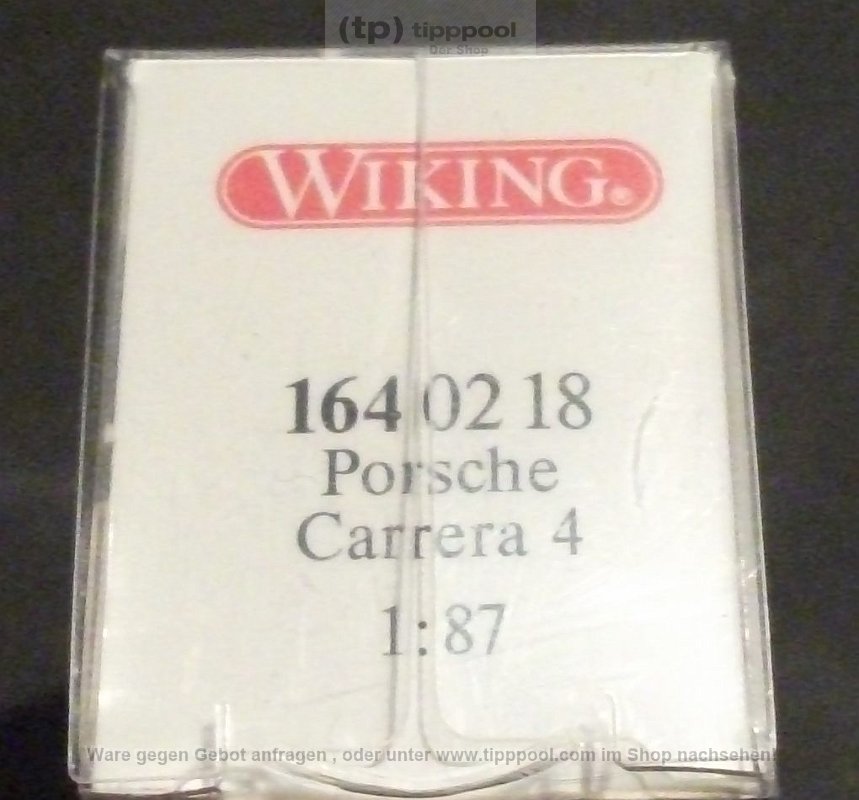 (tp) tipppool
Der Shop
WIKING®
164 02 18
Porsche
Carrera 4
1:87
Ware gegen Gebot anfragen , oder unter www.tipppool.com im Shop nachsehen!